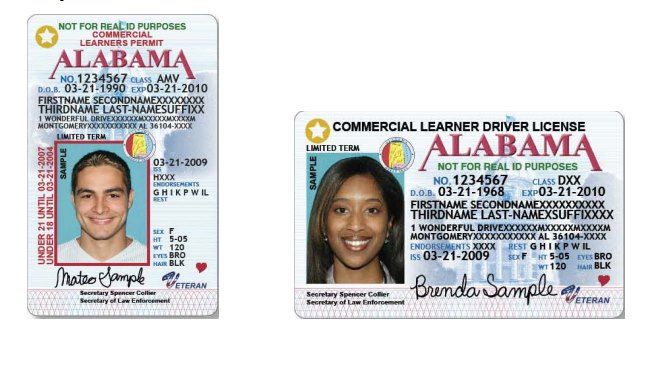 NOT FOR REAL ID PURPOSES
COMMERCIAL
LEARNERS PERMIT
ALABAMA
NO. 1234567 CLASS AMV
D.O.B. 03-21-1990 EXP 03-21-2010
FIRSTNAME SECONDNAMEXXXXXXXX
THIRDNAME LAST-NAMESUFFIXX
1 WONDERFUL DRIVEXXXXXXMXXXXMXXXXM
MONTGOMERYXXXXXXXXXXX AL 36104-XXXX
LIMITED TERM
UNDER 21 UNTIL 03-21-2007
UNDER 18 UNTIL 03-21-2004
SAMPLE
03-21-2009
ISS
HXXX
ENDORSEMENTS
G H I K P W IL
REST
SEX F
HT 5-05
WT 120
EYES BRO
HAIR BLK
Mateo Sample
VETERAN
Secretary Spencer Collier
Secretary of Law Enforcement
COMMERCIAL LEARNER DRIVER LICENSE
LIMITED TERM
ALABAMA
SAMPLE
NOT FOR REAL ID PURPOSES
NO. 1234567 CLASS DXX
D.O.B. 03-21-1968 EXP 03-21-2010
FIRSTNAME SECONDNAMEXXXXXXXX
THIRDNAME LAST-NAMEXSUFFIXXXX
1 WONDERFUL DRIVEXXXXXXMXXXXXMXXXXM
MONTGOMERYXXXXXXXXXXX AL 36104-XXXX
ENDORSEMENTS XXXX REST G H I K P W IL
ISS 03-21-2009 SEX F HT 5-05 EYES BRO
WT 120 HAIR BLK
Brenda Sample
VETERAN
Secretary Spencer Collier
Secretary of Law Enforcement